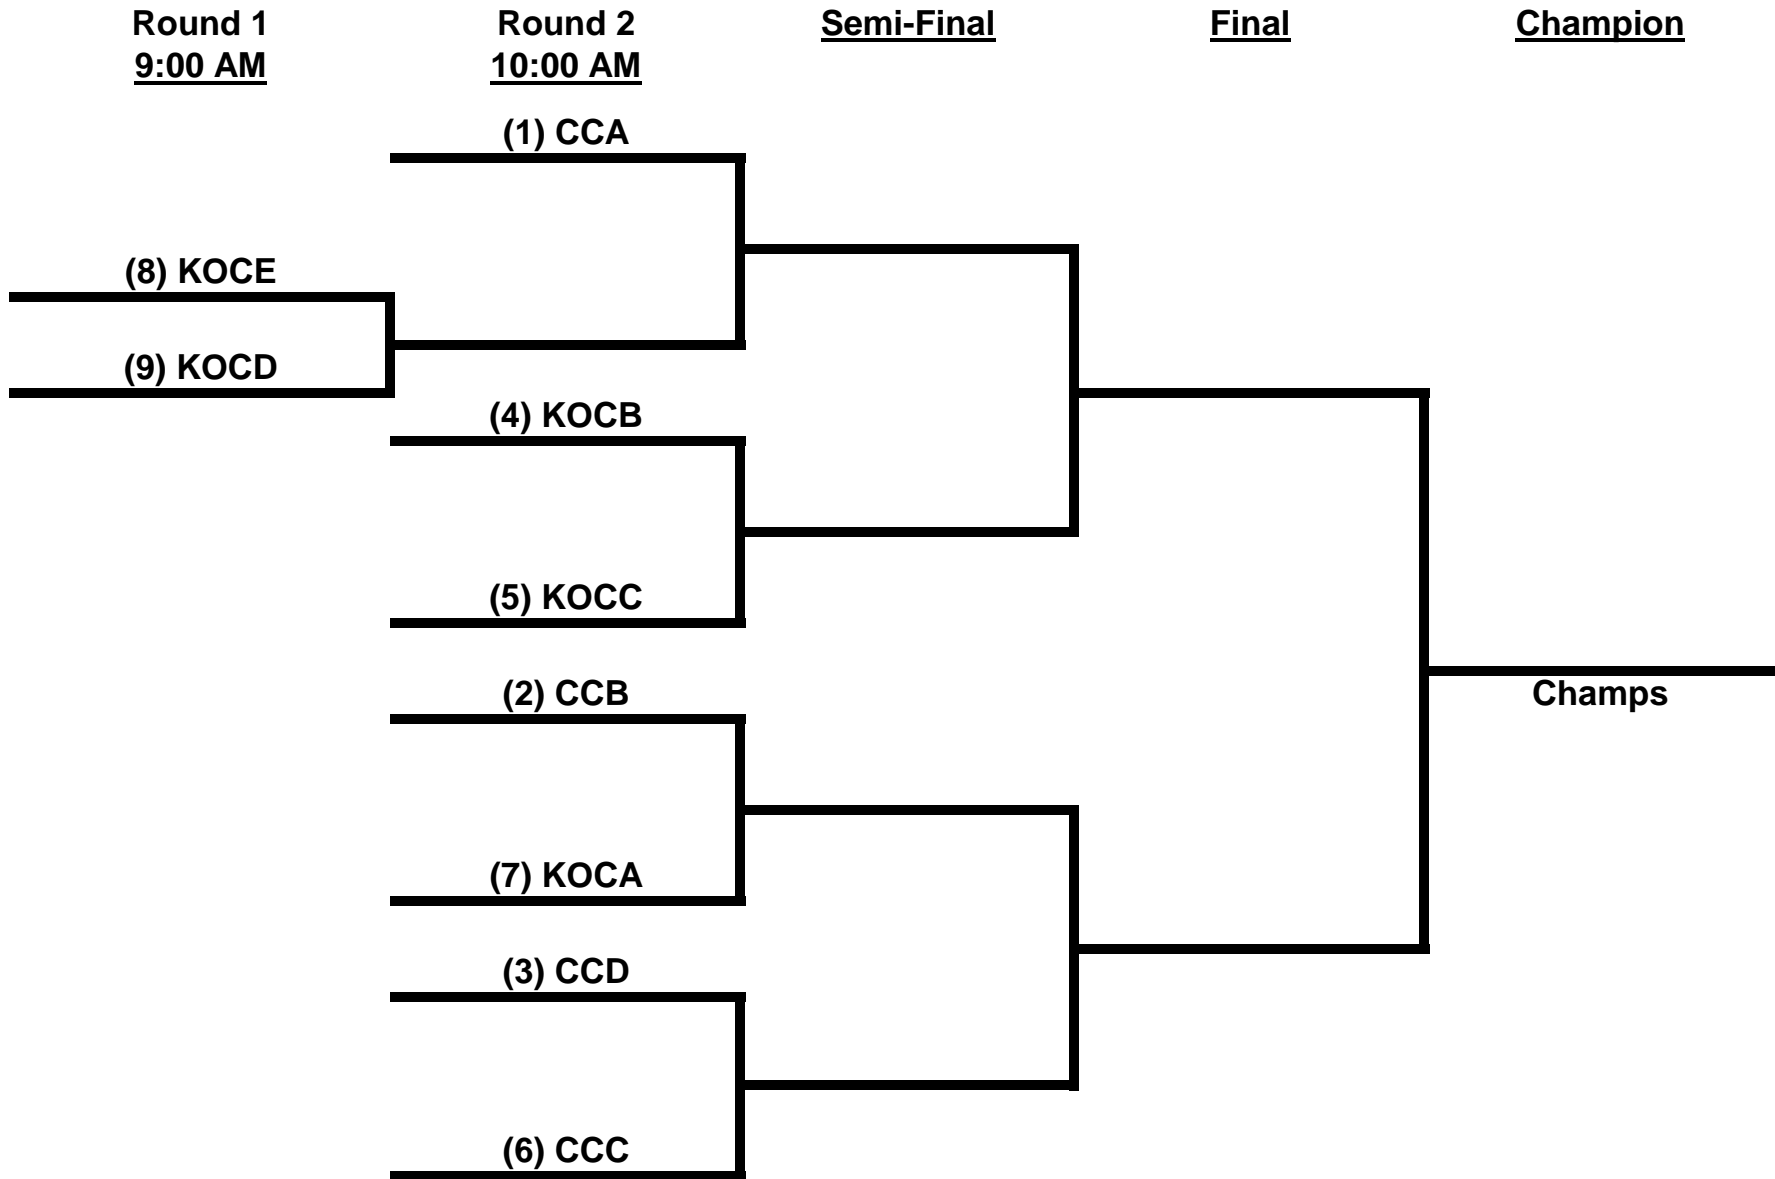 Round 1
9:00 AM
Round 2
10:00 AM
Semi-Final
Final
Champion
(1) CCA
(8) KOCE
(9) KOCD
(4) KOCB
(5) KOCC
(2) CCB
Champs
(7) KOCA
(3) CCD
(6) CCC